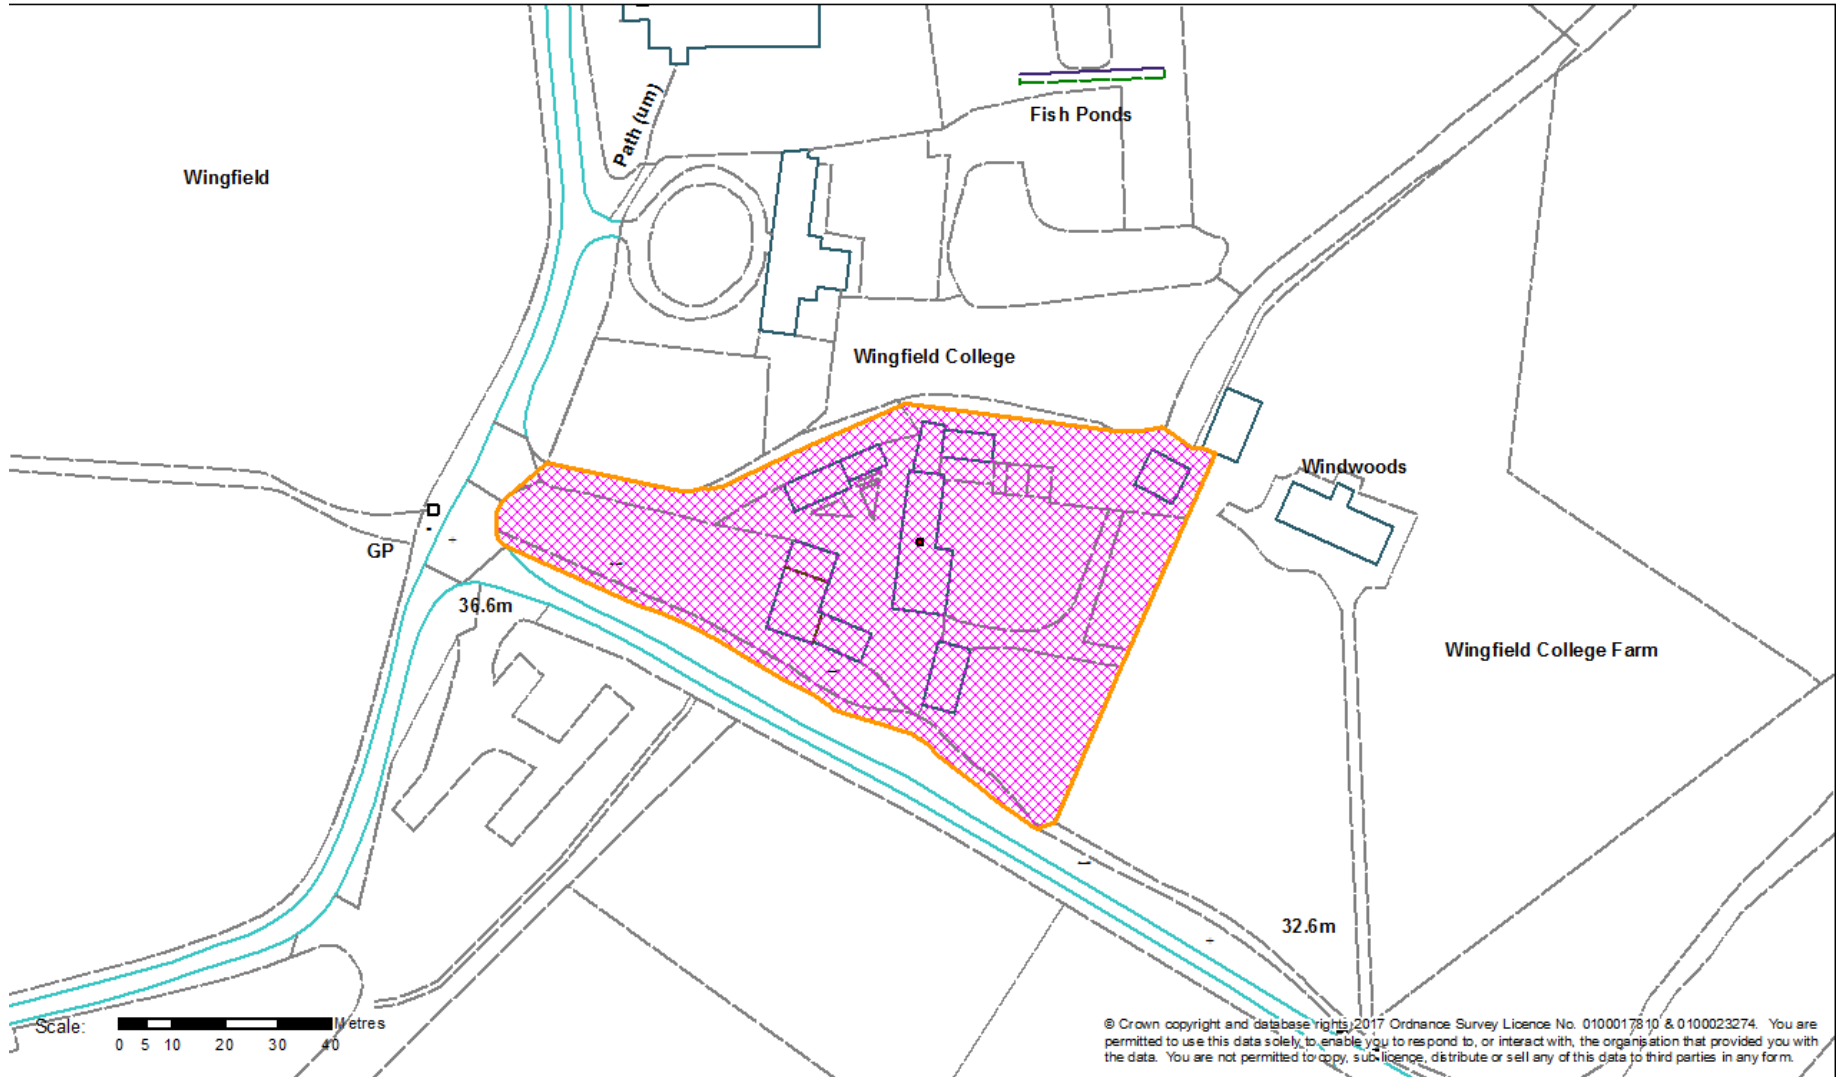 Path (um)
Fish Ponds
Wingfield
Wingfield College
Windwoods
GP
36.6m
Wingfield College Farm
32.6m
Scale:
Metres
0 5 10 20 30 40
© Crown copyright and database rights 2017 Ordnance Survey Licence No. 0100017810 & 0100023274. You are
permitted to use this data solely to enable you to respond to, or interact with, the organisation that provided you with
the data. You are not permitted to copy, sub-licence, distribute or sell any of this data to third parties in any form.